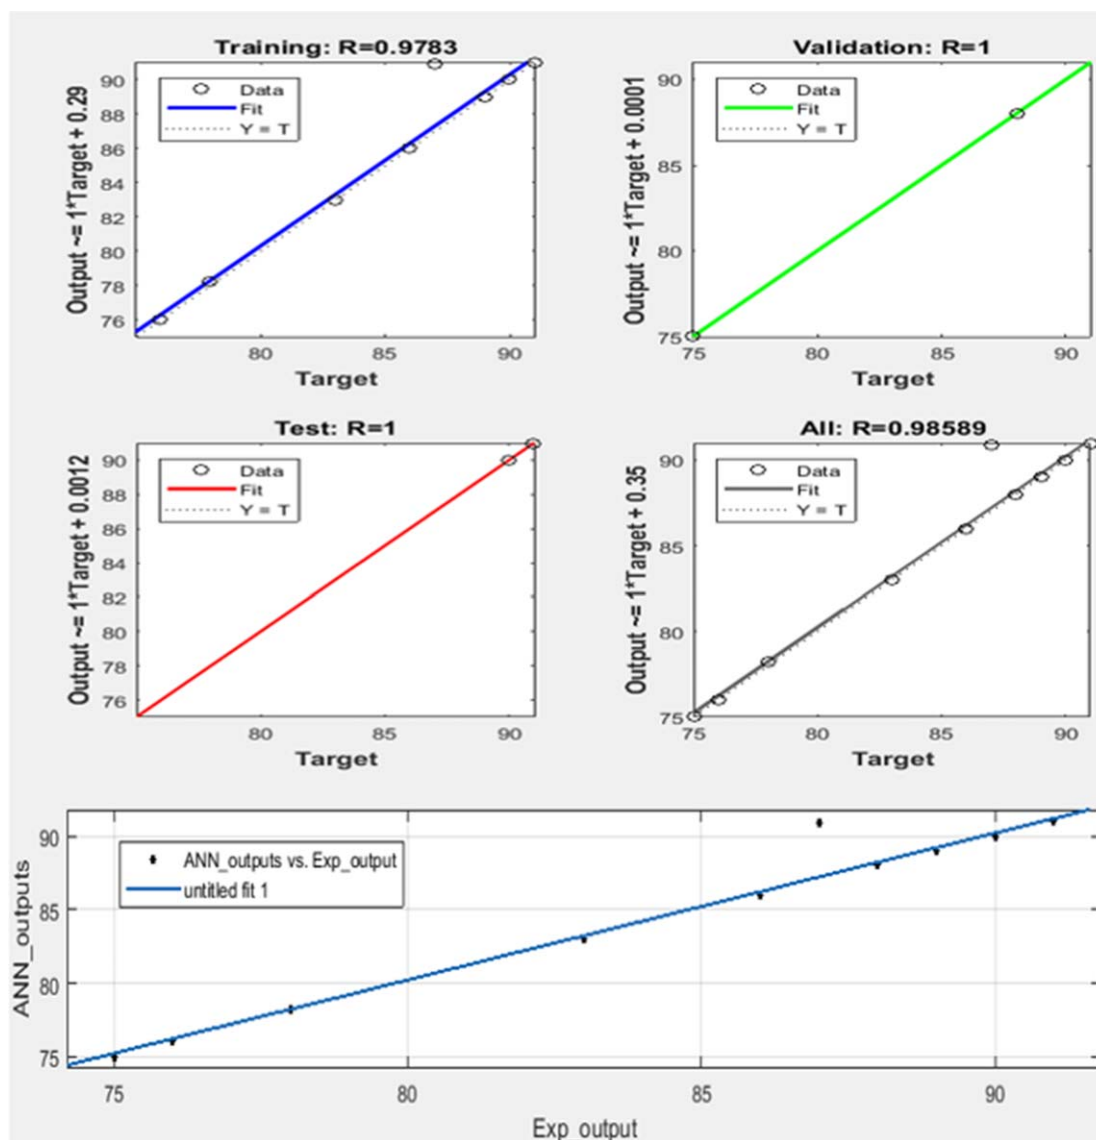 Training: R=0.9783
Output ~= 1*Target + 0.29
90
88
86
84
82
80
78
76
Data
Fit
Y = T
80 85 90
Target
Validation: R=1
Output ~= 1*Target + 0.0001
90
85
80
75
Data
Fit
Y = T
75 80 85 90
Target
Test: R=1
Output ~= 1*Target + 0.0012
90
88
86
84
82
80
78
76
Data
Fit
Y = T
80 85 90
Target
All: R=0.98589
Output ~= 1*Target + 0.35
90
85
80
75
Data
Fit
Y = T
75 80 85 90
Target
ANN_outputs
90
85
80
75
ANN_outputs vs. Exp_output
untitled fit 1
75 80 85 90
Exp_output